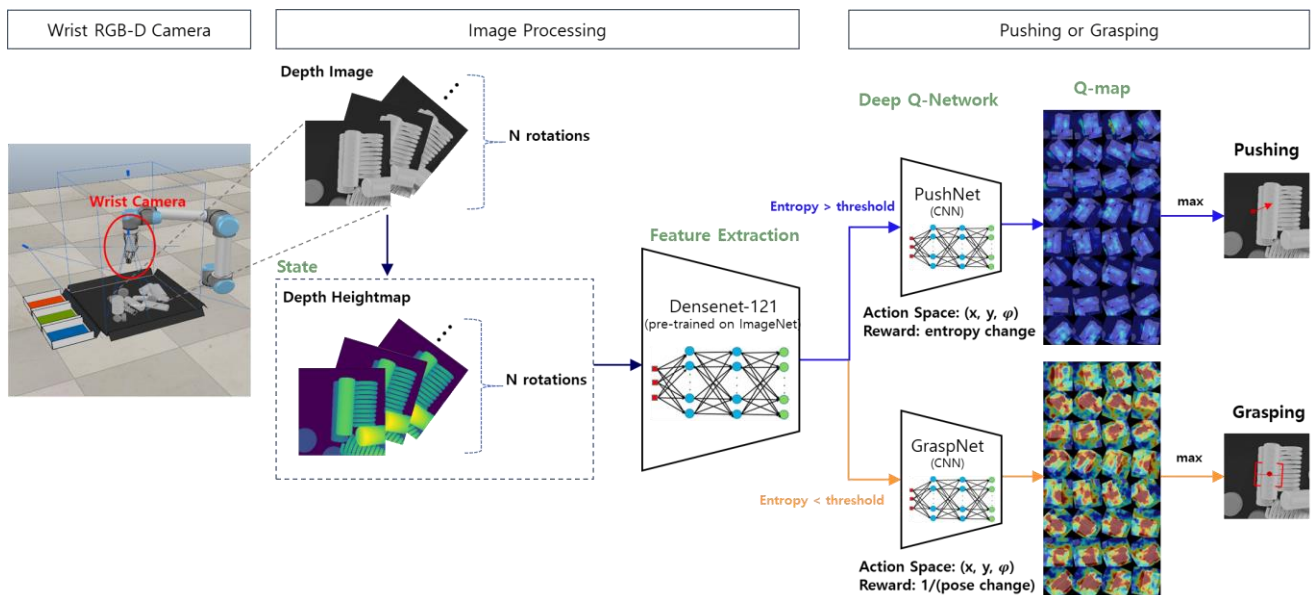 Wrist RGB-D Camera
Image Processing
Pushing or Grasping
Depth Image
N rotations
Wrist Camera
State
Depth Heightmap
N rotations
Feature Extraction
Densenet-121
(pre-trained on ImageNet)
Deep Q-Network
Q-map
Entropy > threshold
PushNet
(CNN)
Action Space: (x, y, φ)
Reward: entropy change
max
Pushing
Entropy < threshold
GraspNet
(CNN)
Action Space: (x, y, φ)
Reward: 1/(pose change)
max
Grasping